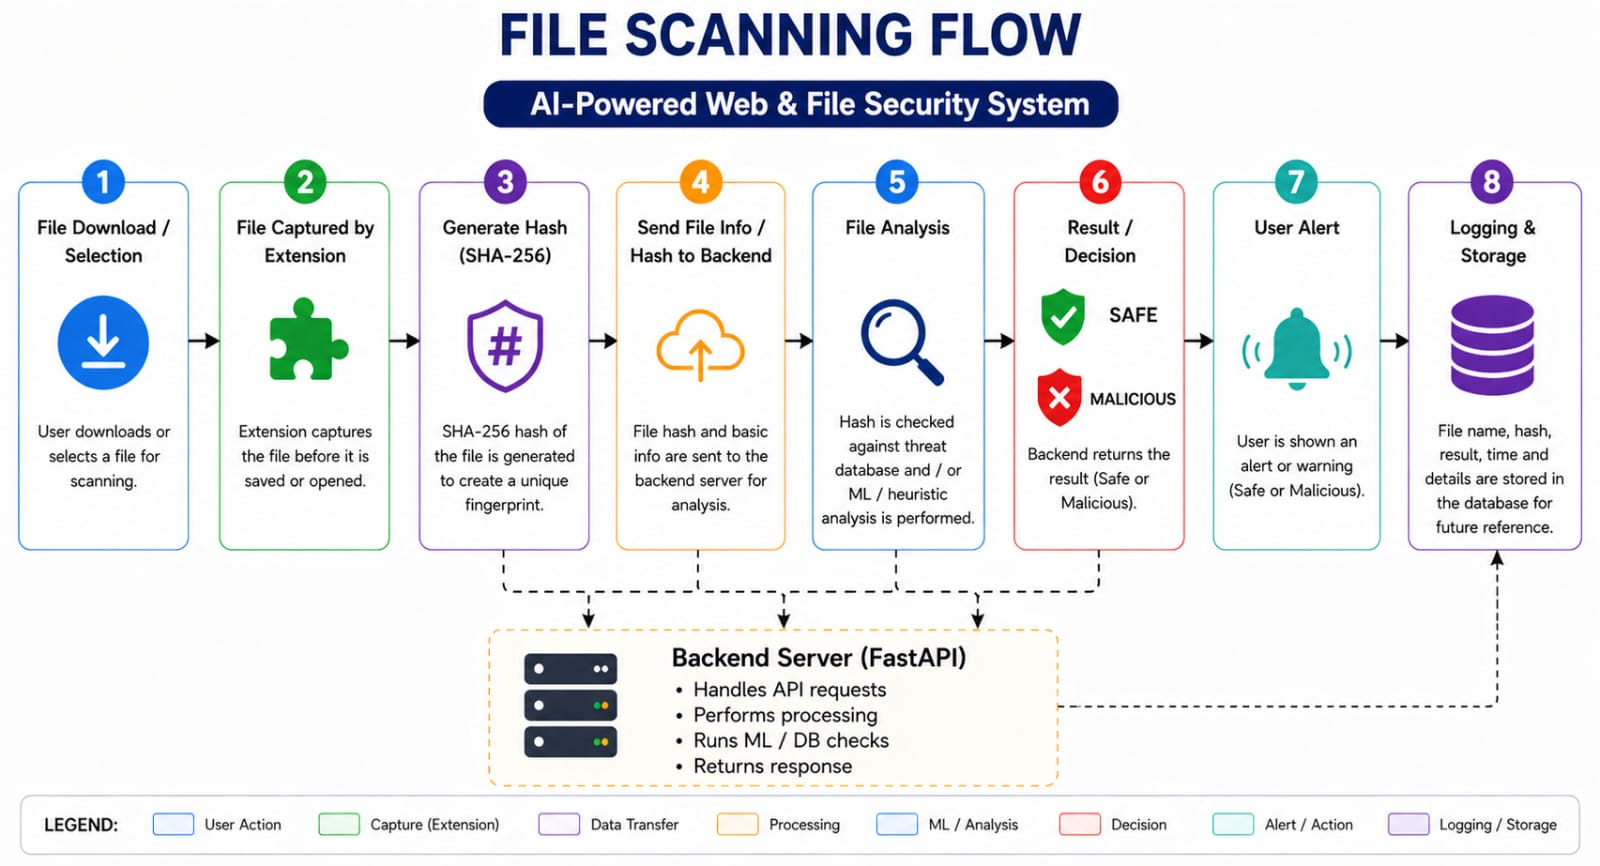 FILE SCANNING FLOW
AI-Powered Web & File Security System
1
File Download /
Selection
User downloads or
selects a file for
scanning.
2
File Captured by
Extension
Extension captures
the file before it is
saved or opened.
3
Generate Hash
(SHA-256)
#
SHA-256 hash of
the file is generated
to create a unique
fingerprint.
4
Send File Info /
Hash to Backend
File hash and basic
info are sent to the
backend server for
analysis.
5
File Analysis
Hash is checked
against threat
database and / or
ML / heuristic
analysis is performed.
6
Result /
Decision
SAFE
MALICIOUS
Backend returns the
result (Safe or
Malicious).
7
User Alert
User is shown an
alert or warning
(Safe or Malicious).
8
Logging &
Storage
File name, hash,
result, time and
details are stored in
the database for
future reference.
Backend Server (FastAPI)
• Handles API requests
• Performs processing
• Runs ML / DB checks
• Returns response
LEGEND:
User Action
Capture (Extension)
Data Transfer
Processing
ML / Analysis
Decision
Alert / Action
Logging / Storage